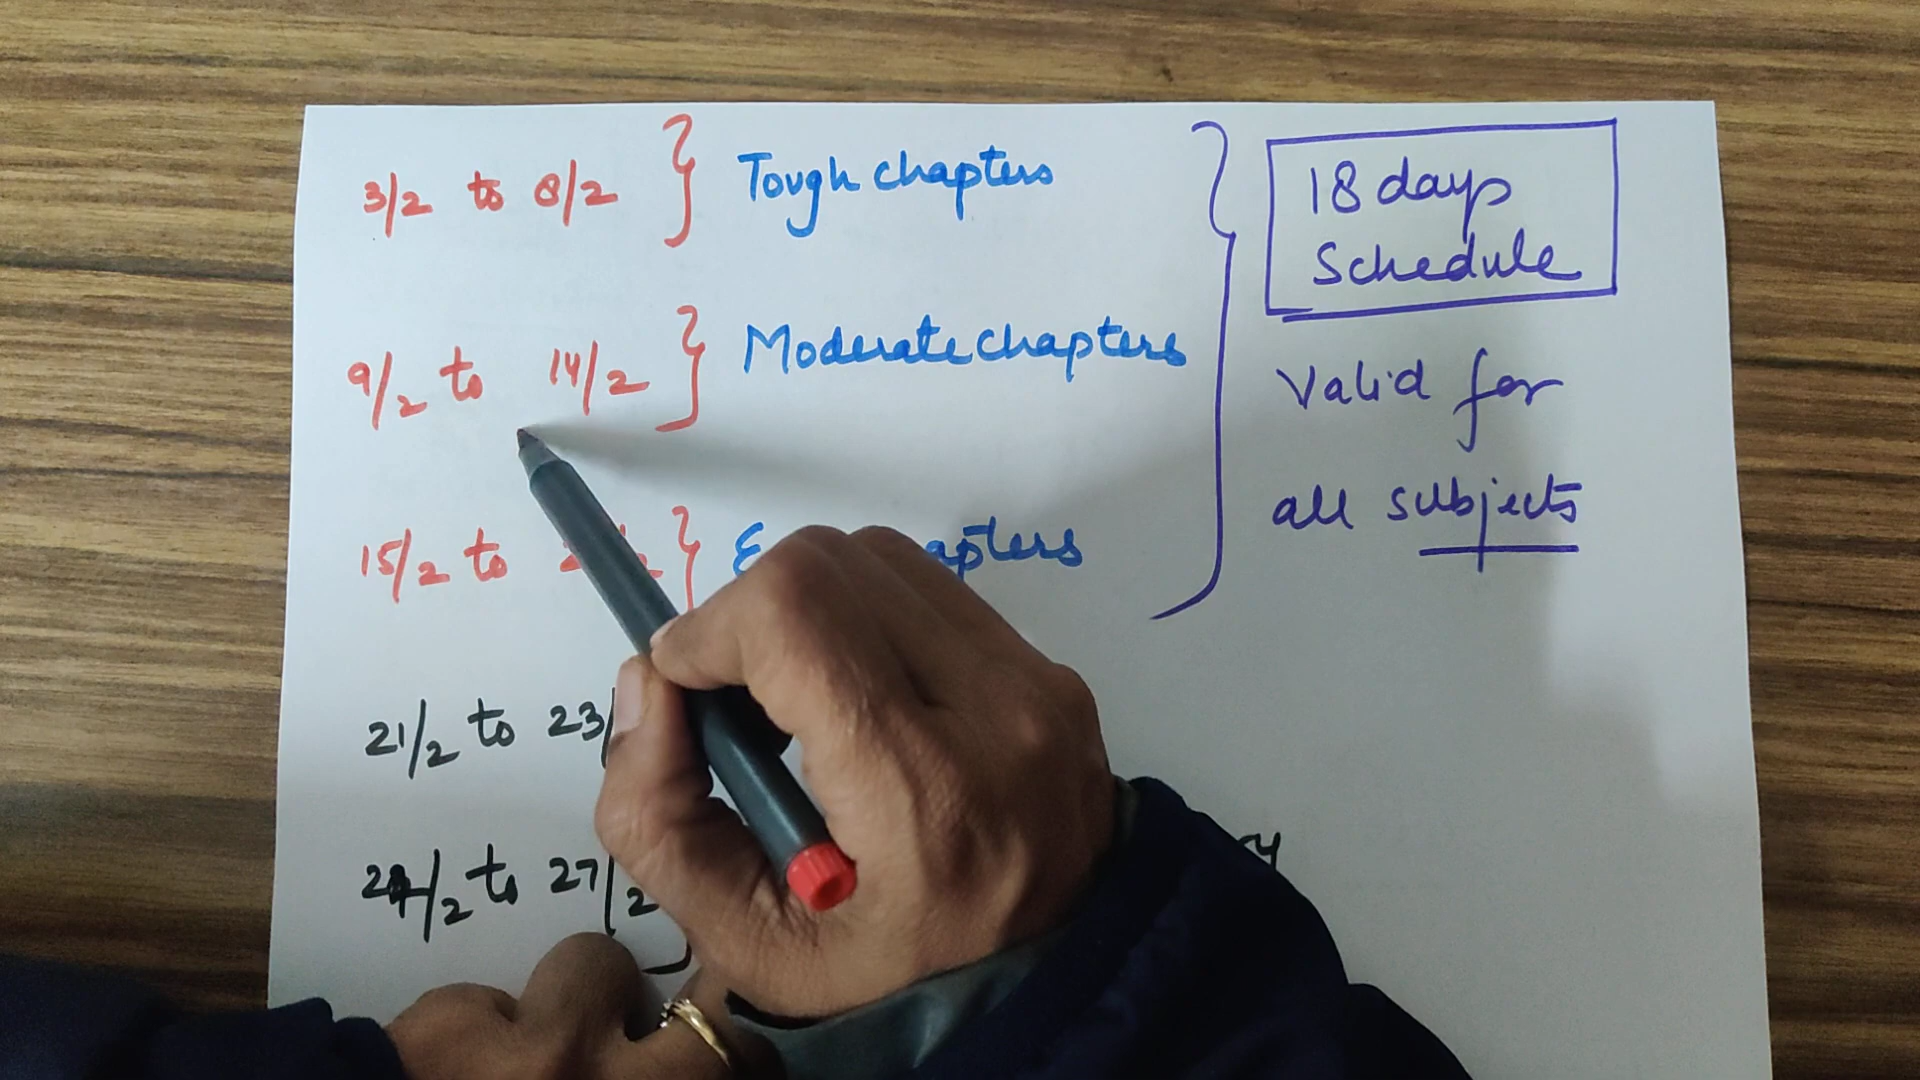 3/2 to 8/2 } Tough chapters
9/2 to 14/2 } Moderate chapters
15/2 to
21/2 to 23/
24/2 to 27/2
18 days
Schedule
Valid for
all subjects